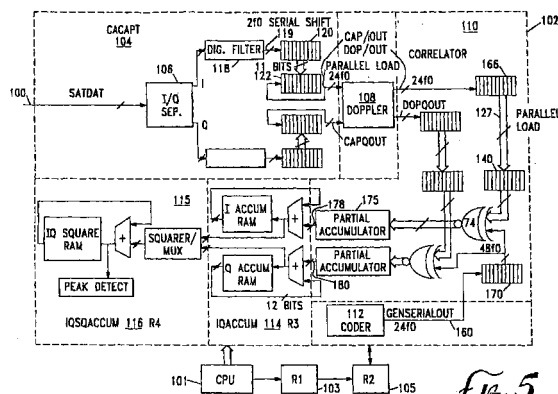 2f0 SERIAL SHIFT
CACAPT
104
DIG. FILTER
119
120
118
11 BITS
122
CAP/OUT
DOP/OUT
PARALLEL LOAD
24f0
24f0
110
102
CORRELATOR
166
100
SATDAT
106
I/Q
SEP.
I
Q
108
DOPPLER
24f0
DOPQOUT
127
PARALLEL
LOAD
CAPQOUT
140
115
IQ SQUARE
RAM
+
SQUARER/
MUX
PEAK DETECT
I ACCUM
RAM
+
178
175
PARTIAL
ACCUMULATOR
74
48f0
Q ACCUM
RAM
+
180
PARTIAL
ACCUMULATOR
170
12 BITS
IQSQACCUM 116 R4
IQACCUM 114 R3
112
CODER
GENSERIALOUT
24f0
160
CPU
101
R1
103
R2
105
Fig. 5